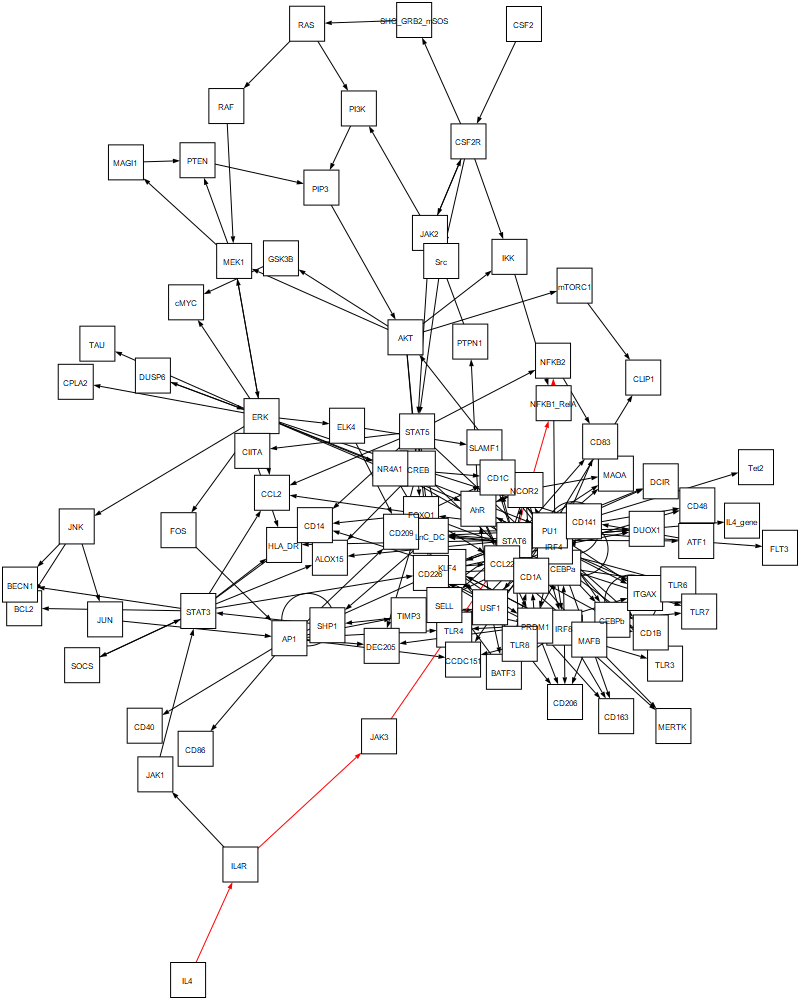 RAS
SHC_GRB2_mSOS
CSF2
RAF
PI3K
CSF2R
MAGI1
PTEN
PIP3
JAK2
MEK1
GSK3B
Src
IKK
mTORC1
cMYC
AKT
PTPN1
TAU
DUSP6
CPLA2
NFKB2
CLIP1
NFKB1_RelA
ERK
ELK4
STAT5
CIITA
SLAMF1
CD83
NR4A1
CREB
CD1C
MAOA
Tet2
CCL2
NCOR2
DCIR
CD48
FOXO1
AhR
JNK
FOS
CD14
CD209
LnC_DC
STAT6
PU1
CD141
DUOX1
IL4_gene
HLA_DR
ALOX15
IRF4
ATF1
FLT3
CD226
KLF4
CCL22
CD1A
CEBPa
BECN1
BCL2
JUN
STAT3
TIMP3
SELL
USF1
ITGAX
TLR6
TLR7
AP1
SHP1
TLR4
PRDM1
IRF8
CEBPb
CD1B
SOCS
DEC205
CCDC151
TLR8
MAFB
TLR3
BATF3
CD206
CD163
MERTK
CD40
CD86
JAK3
JAK1
IL4R
IL4